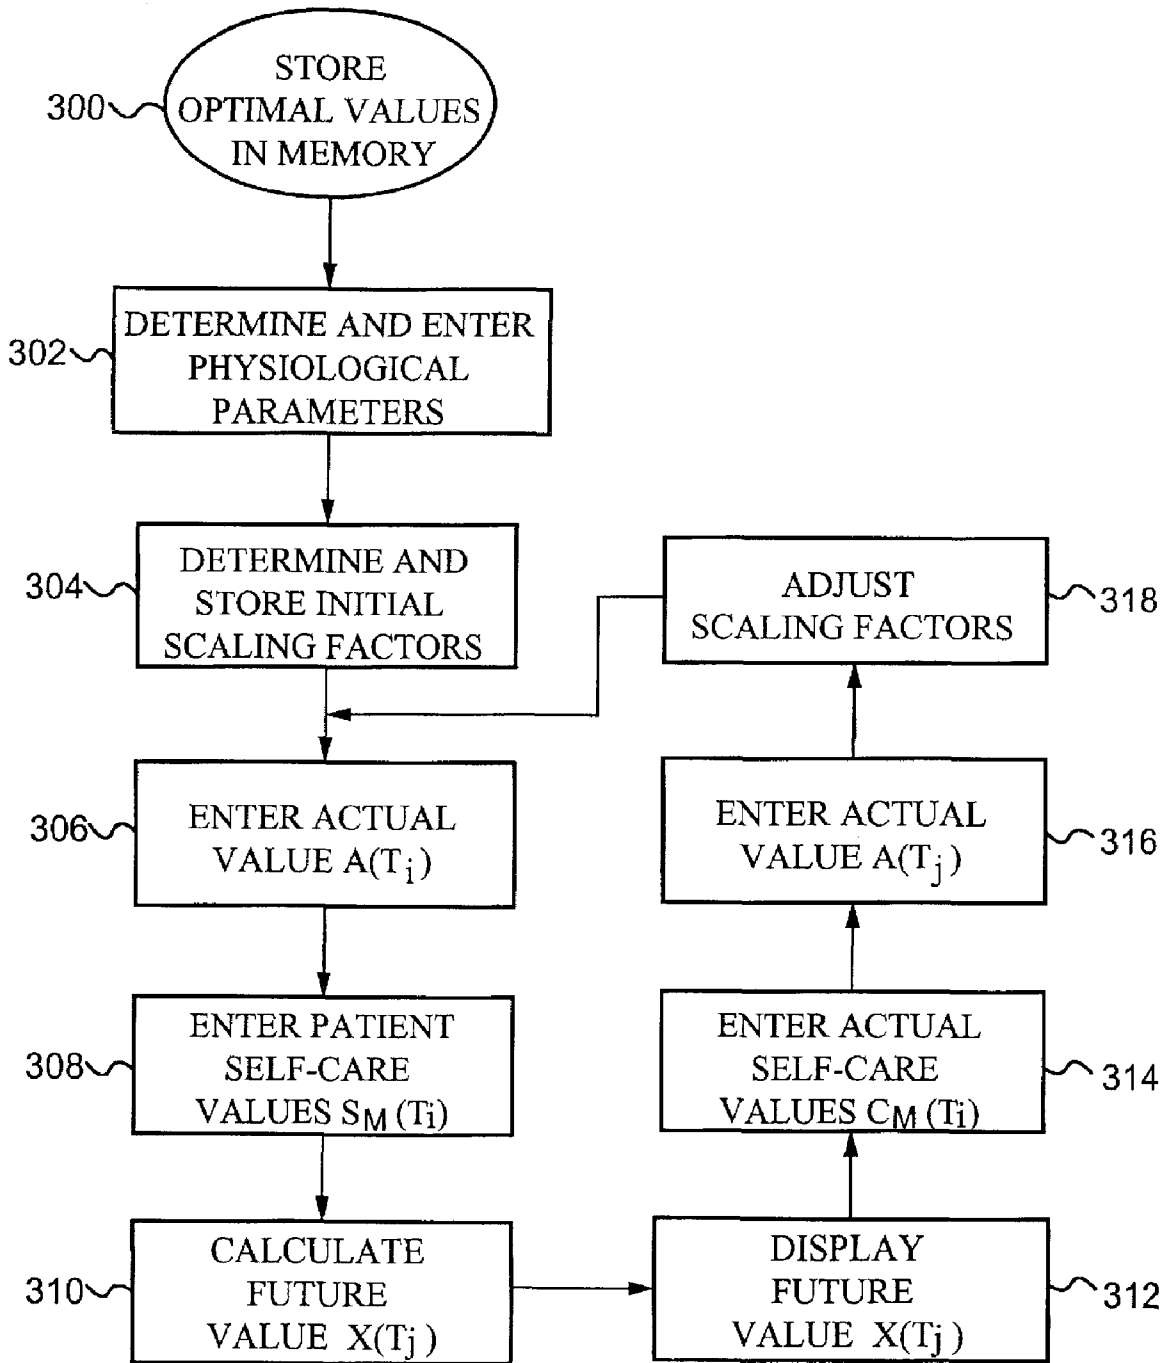 300
STORE
OPTIMAL VALUES
IN MEMORY
302
DETERMINE AND ENTER
PHYSIOLOGICAL
PARAMETERS
304
DETERMINE AND
STORE INITIAL
SCALING FACTORS
306
ENTER ACTUAL
VALUE A(Ti)
308
ENTER PATIENT
SELF-CARE
VALUES SM(Ti)
310
CALCULATE
FUTURE
VALUE X(Tj)
DISPLAY
FUTURE
VALUE X(Tj)
312
ENTER ACTUAL
SELF-CARE
VALUES CM(Ti)
314
ENTER ACTUAL
VALUE A(Tj)
316
ADJUST
SCALING FACTORS
318